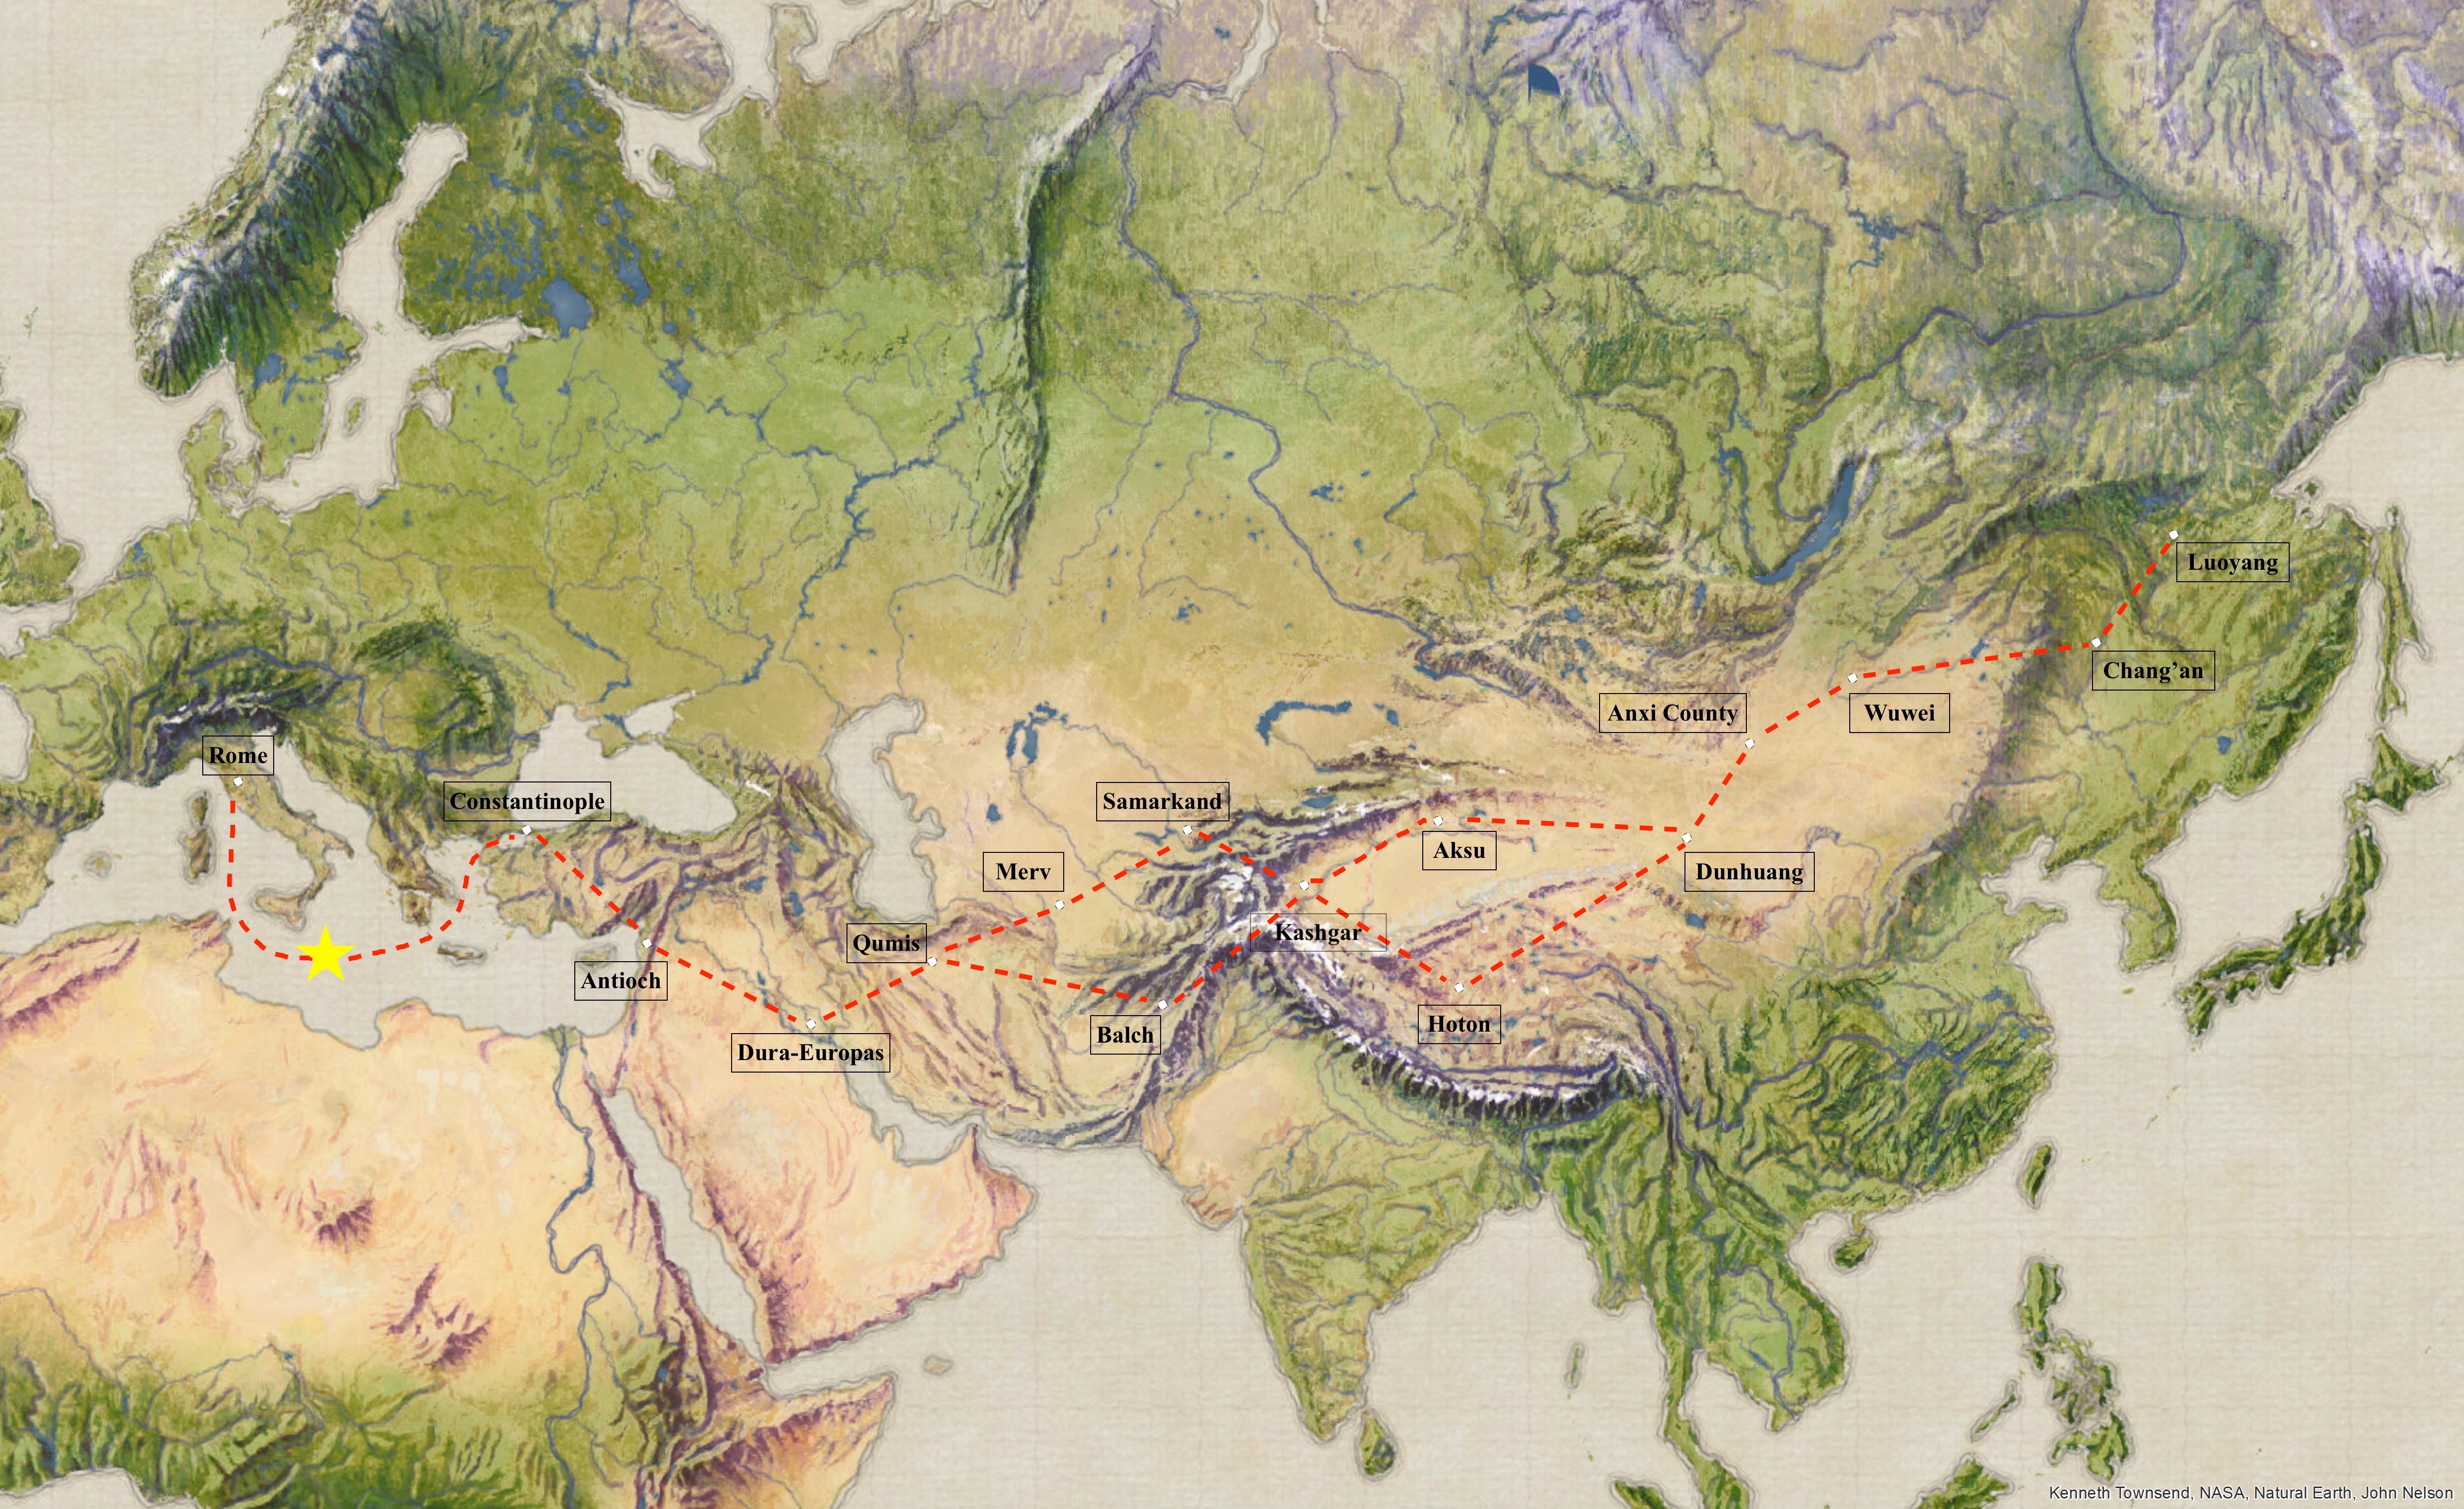 Luoyang
Chang’an
Anxi County
Wuwei
Rome
Constantinople
Samarkand
Aksu
Merv
Dunhuang
Kashgar
Qumis
Antioch
Hoton
Balch
Dura-Europas
Kenneth Townsend, NASA, Natural Earth, John Nelson